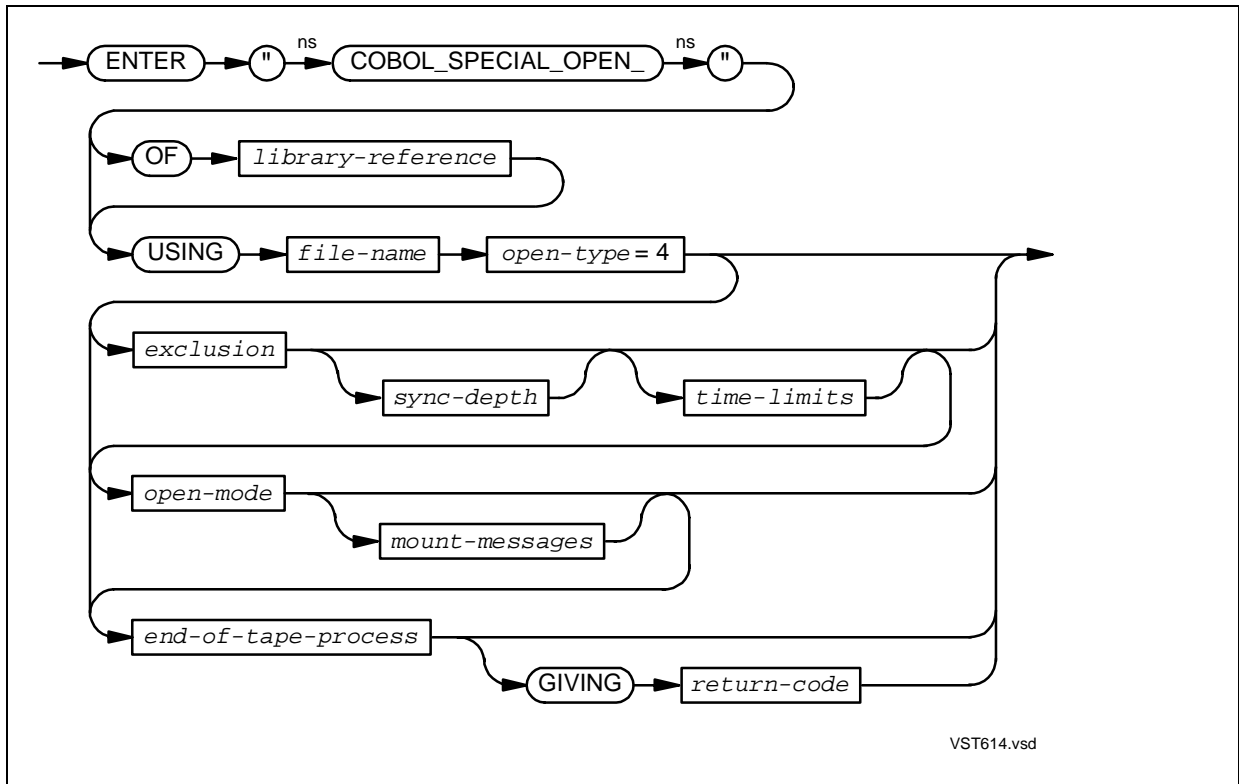 ns ns
ENTER " COBOL_SPECIAL_OPEN_ "
OF library-reference
USING file-name open-type = 4
exclusion
sync-depth time-limits
open-mode
mount-messages
end-of-tape-process
GIVING return-code
VST614.vsd